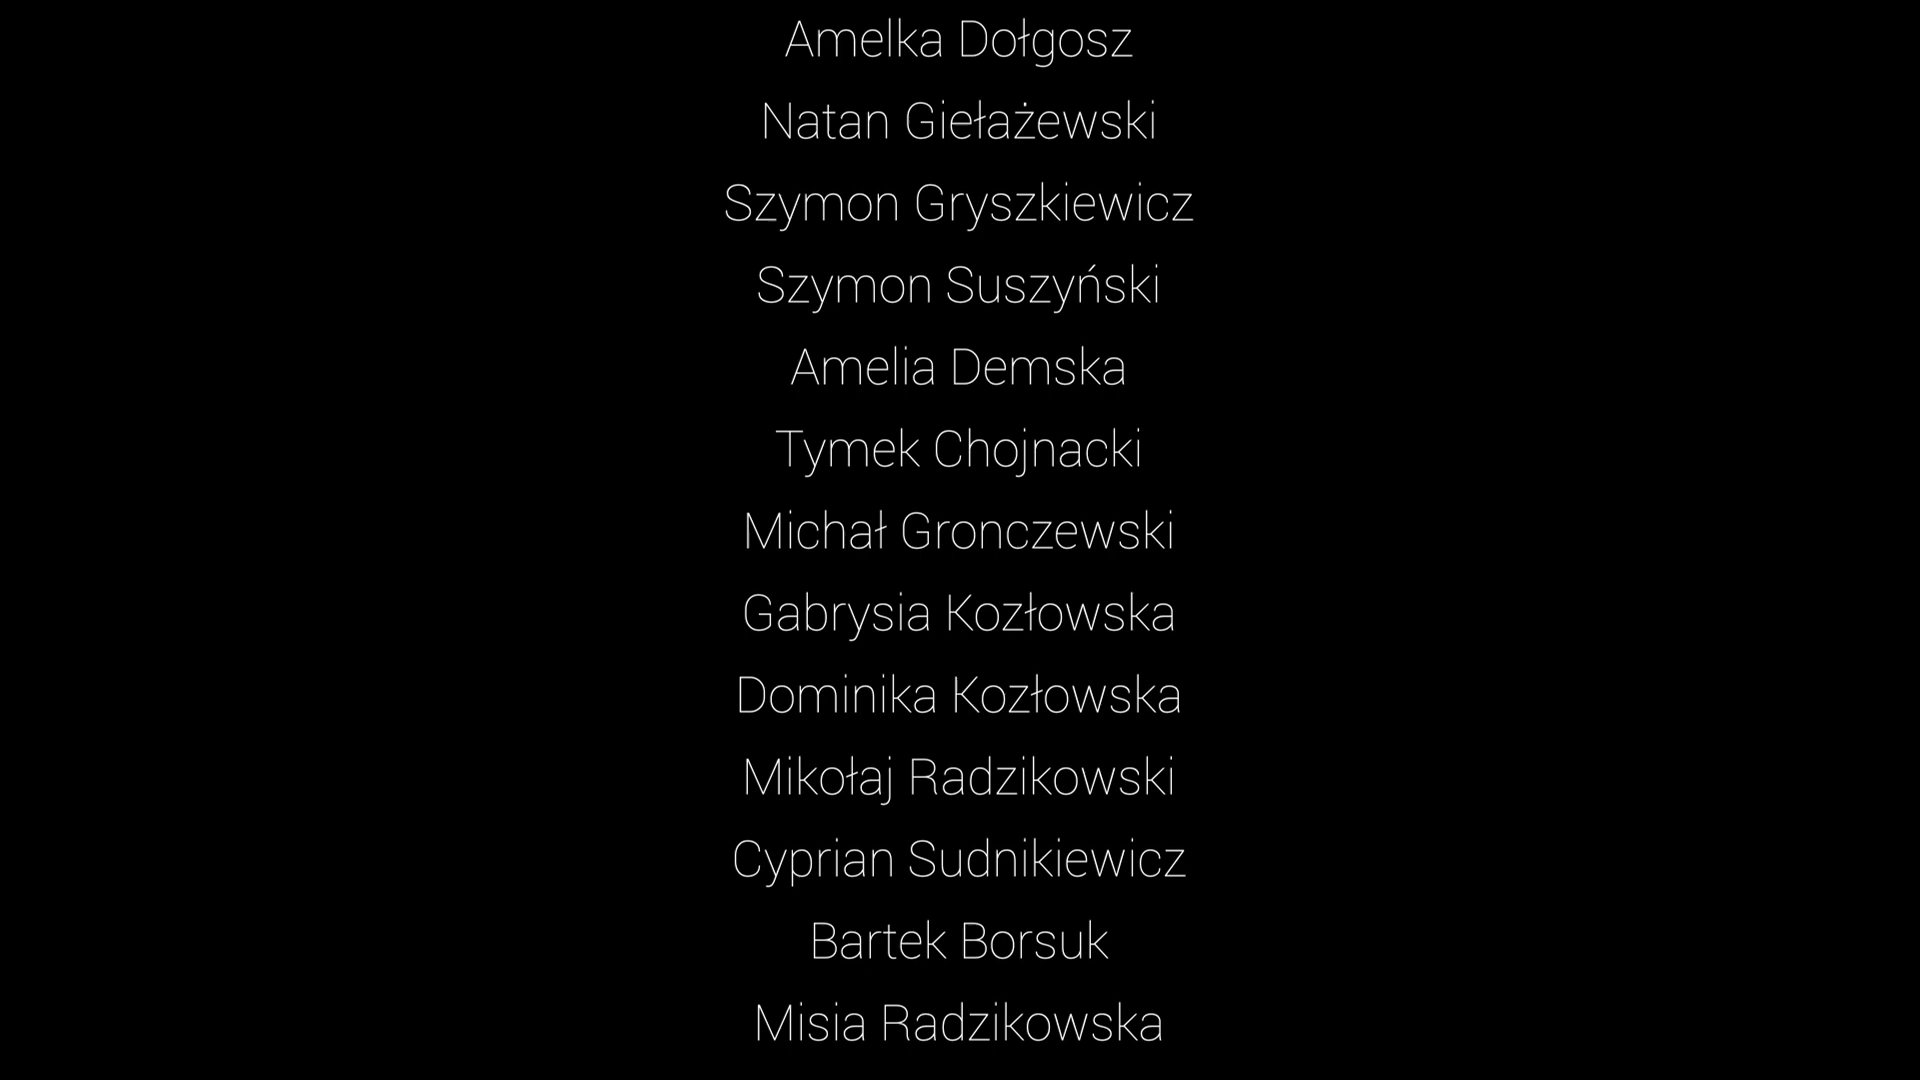 Amelka Dołgosz
Natan Giełażewski
Szymon Gryszkiewicz
Szymon Suszyński
Amelia Demska
Tymek Chojnacki
Michał Gronczewski
Gabrysia Kozłowska
Dominika Kozłowska
Mikołaj Radzikowski
Cyprian Sudnikiewicz
Bartek Borsuk
Misia Radzikowska